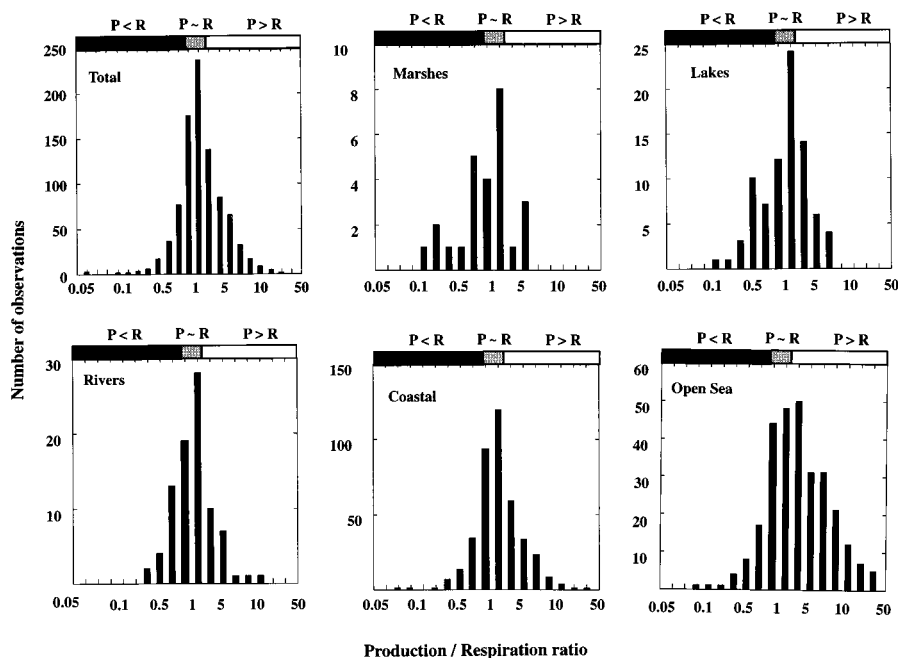 P < R P ~ R P > R
250
200
150
100
50
0
Total
0.05 0.1 0.5 1 5 10 50
P < R P ~ R P > R
10
8
6
4
2
Marshes
0.05 0.1 0.5 1 5 10 50
P < R P ~ R P > R
25
20
15
10
5
Lakes
0.05 0.1 0.5 1 5 10 50
Number of observations
P < R P ~ R P > R
30
20
10
Rivers
0.05 0.1 0.5 1 5 10 50
P < R P ~ R P > R
150
100
50
Coastal
0.05 0.1 0.5 1 5 10 50
P < R P ~ R P > R
60
50
40
30
20
10
Open Sea
0.05 0.1 0.5 1 5 10 50
Production / Respiration ratio